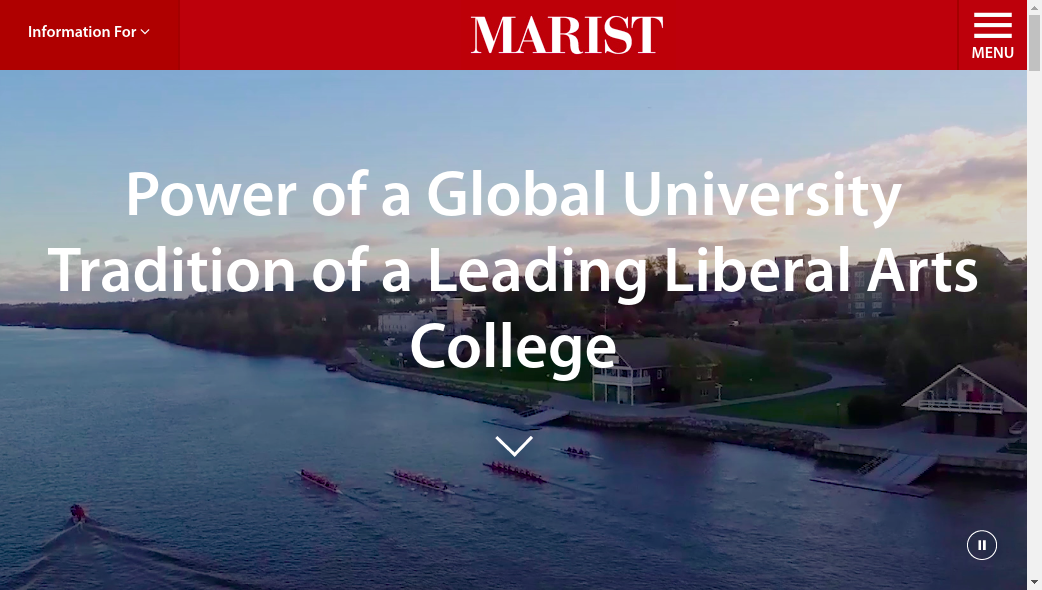 Information For
MARIST
MENU
Power of a Global University
Tradition of a Leading Liberal Arts
College